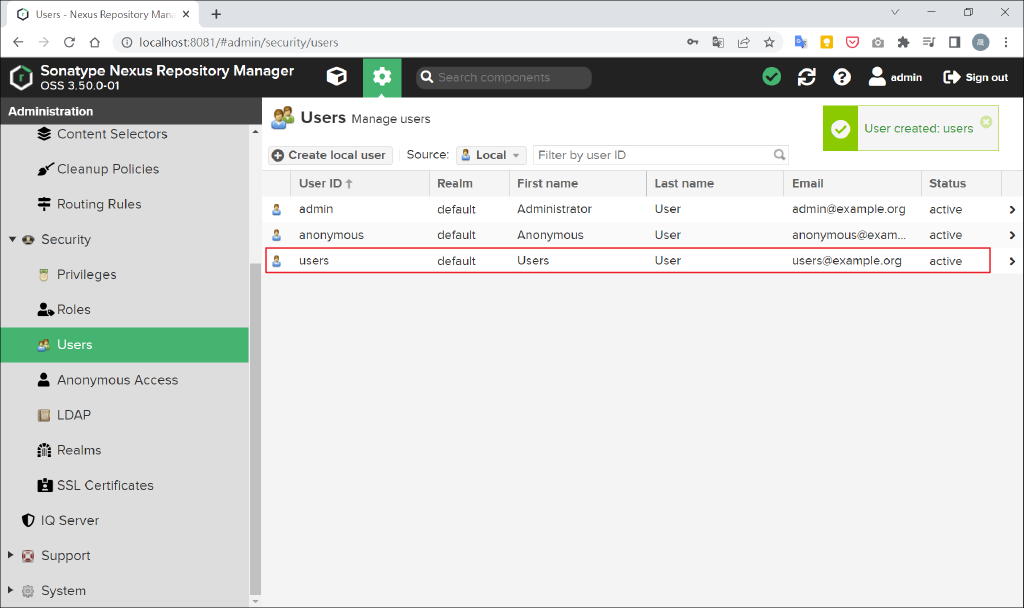 Users - Nexus Repository Mana
localhost:8081/#admin/security/users
Sonatype Nexus Repository Manager
OSS 3.50.0-01
Search components
admin
Sign out
Administration
Content Selectors
Cleanup Policies
Routing Rules
Security
Privileges
Roles
Users
Anonymous Access
LDAP
Realms
SSL Certificates
IQ Server
Support
System
Users Manage users
User created: users
Create local user Source: Local Filter by user ID
User ID Realm First name Last name Email Status
admin default Administrator User admin@example.org active
anonymous default Anonymous User anonymous@exam... active
users default Users User users@example.org active